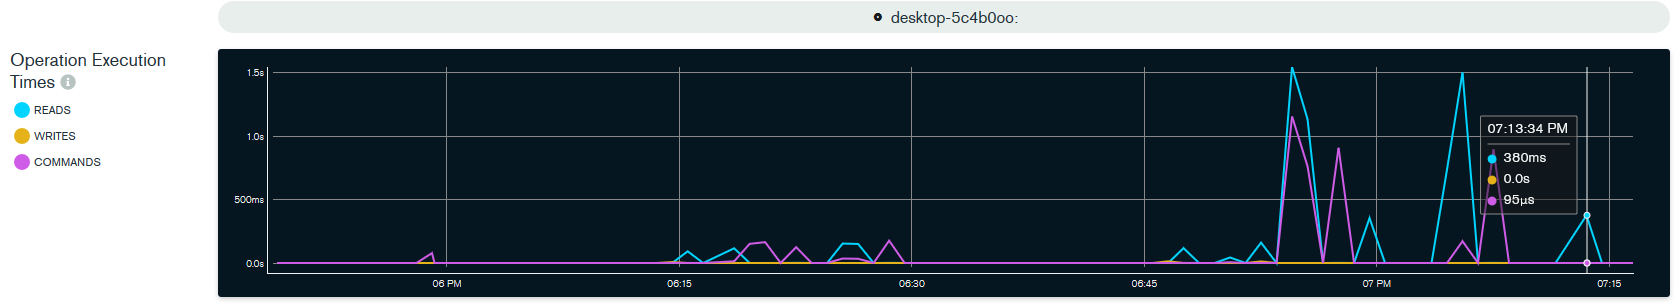 desktop-5c4b0oo:
Operation Execution
Times i
READS
WRITES
COMMANDS
1.5s
1.0s
500ms
0.0s
07:13:34 PM
380ms
0.0s
95µs
06 PM
06:15
06:30
06:45
07 PM
07:15